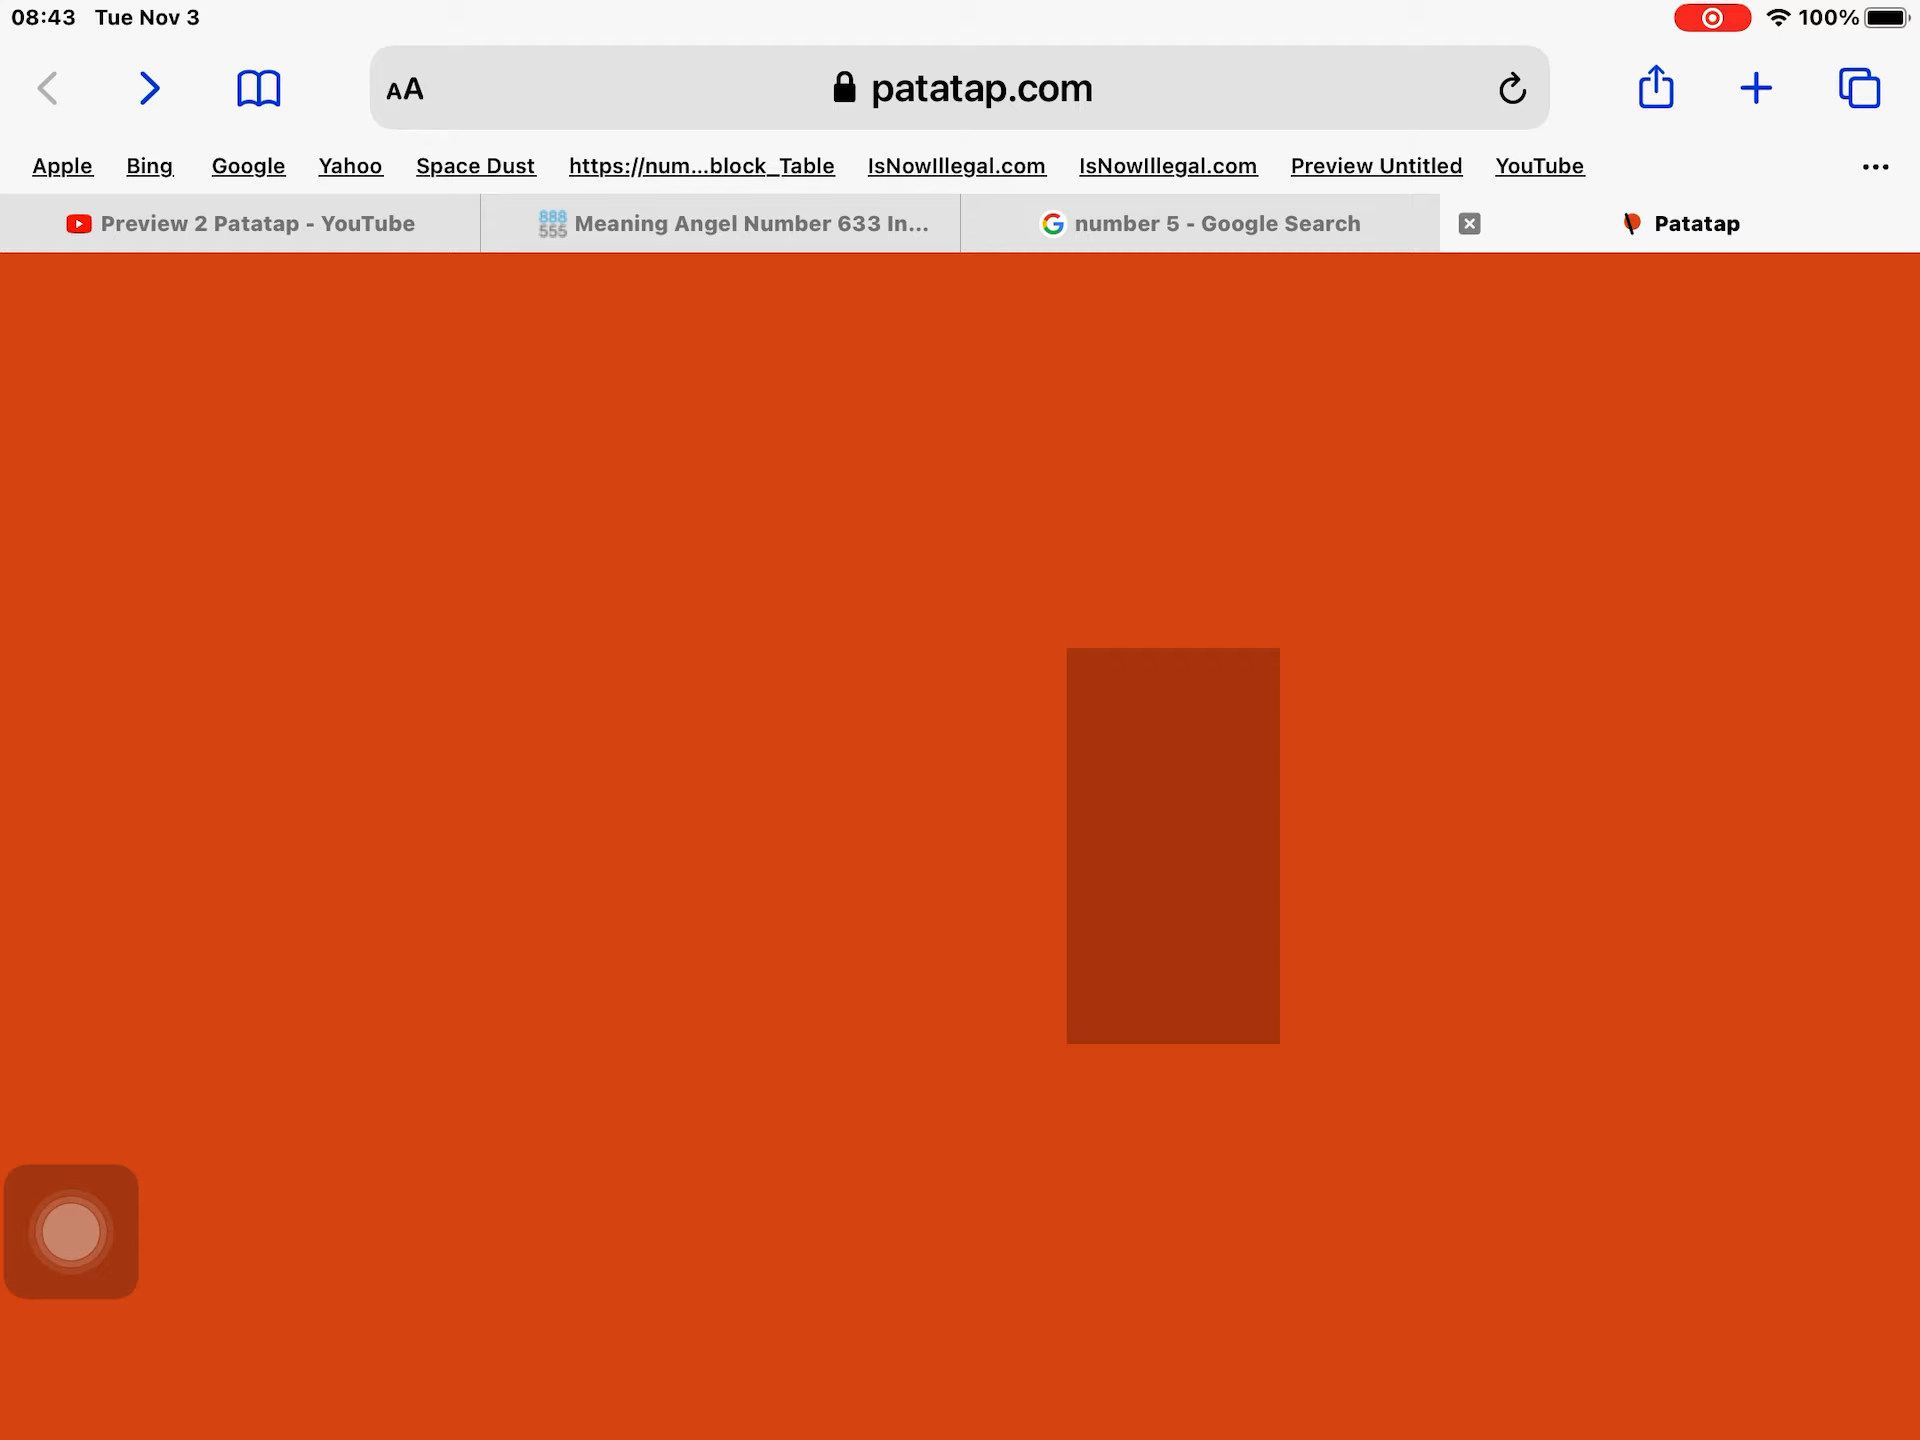 08:43 Tue Nov 3 100%
AA patatap.com
Apple Bing Google Yahoo Space Dust https://num...block_Table IsNowIllegal.com IsNowIllegal.com Preview Untitled YouTube ...
Preview 2 Patatap - YouTube 888 555 Meaning Angel Number 633 In... number 5 - Google Search Patatap